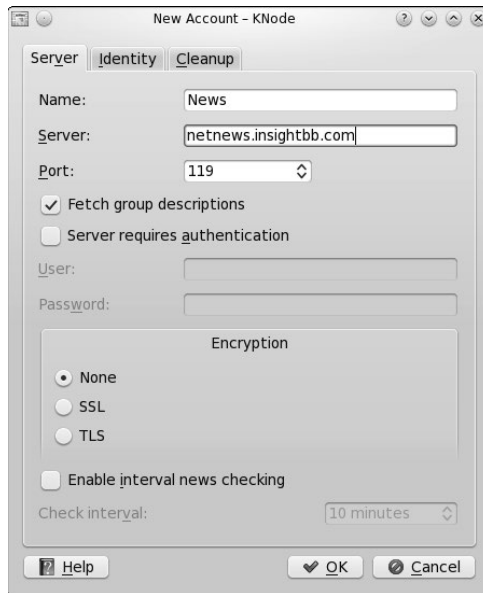 New Account – KNode
Server Identity Cleanup
Name: News
Server: netnews.insightbb.com
Port: 119
Fetch group descriptions
Server requires authentication
User:
Password:
Encryption
None
SSL
TLS
Enable interval news checking
Check interval: 10 minutes
Help OK Cancel